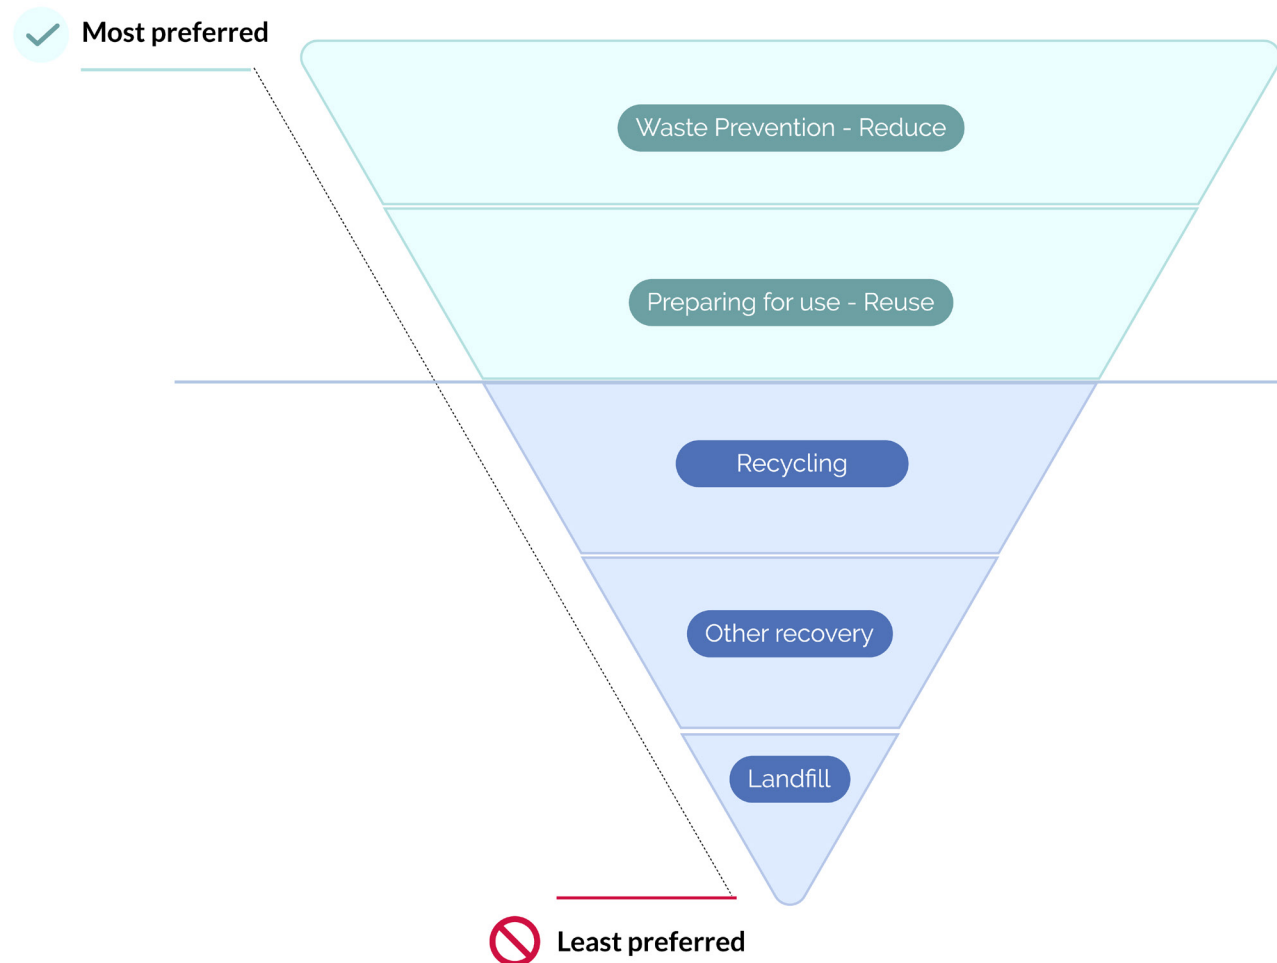 Most preferred
Waste Prevention - Reduce
Preparing for use - Reuse
Recycling
Other recovery
Landfill
Least preferred